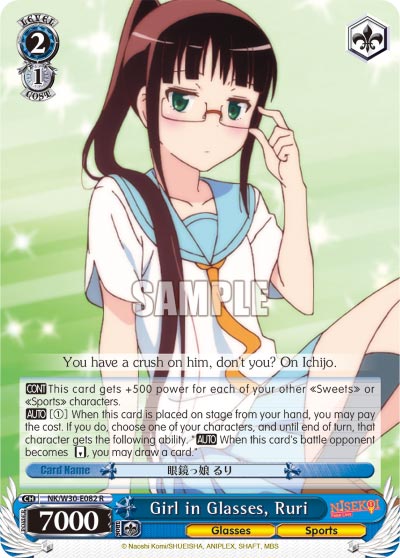 LEVEL
2
1
COST
SAMPLE
You have a crush on him, don't you? On Ichijo.
CONT This card gets +500 power for each of your other «Sweets» or
«Sports» characters.
AUTO [①] When this card is placed on stage from your hand, you may pay
the cost. If you do, choose one of your characters, and until end of turn, that
character gets the following ability. "AUTO When this card's battle opponent
becomes , you may draw a card."
Card Name
眼鏡っ娘 るり
CH
NK/W30-E082 R
POWER
7000
SOUL
Girl in Glasses, Ruri
NISEKOI
FALSE LOVE
Glasses
Sports
© Naoshi Komi/SHUEISHA, ANIPLEX, SHAFT, MBS